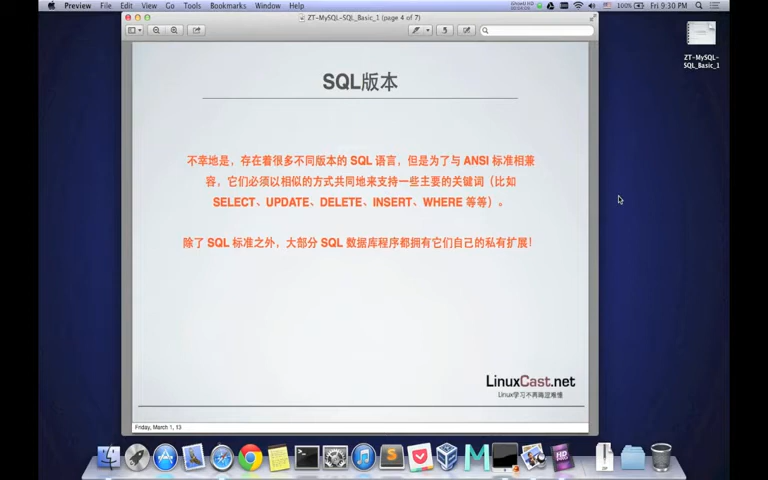 Preview File Edit View Go Tools Bookmarks Window Help
100% Fri 9:30 PM
ZT-MySQL-SQL_Basic_1 (page 4 of 7)
ZT-MySQL-
SQL_Basic_1
SQL版本
不幸地是，存在着很多不同版本的 SQL 语言，但是为了与 ANSI 标准相兼
容，它们必须以相似的方式共同地来支持一些主要的关键词（比如
SELECT、UPDATE、DELETE、INSERT、WHERE 等等）。
除了 SQL 标准之外，大部分 SQL 数据库程序都拥有它们自己的私有扩展！
LinuxCast.net
Linux学习不再晦涩难懂
Friday, March 1, 13